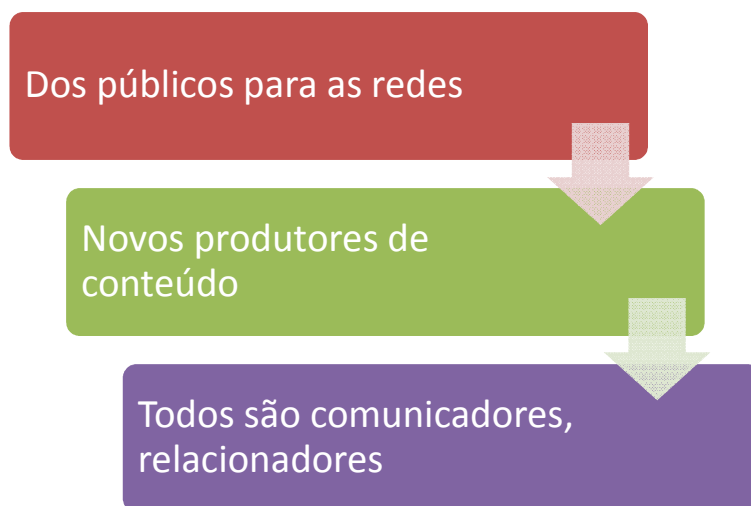 Dos públicos para as redes
Novos produtores de
conteúdo
Todos são comunicadores,
relacionadores